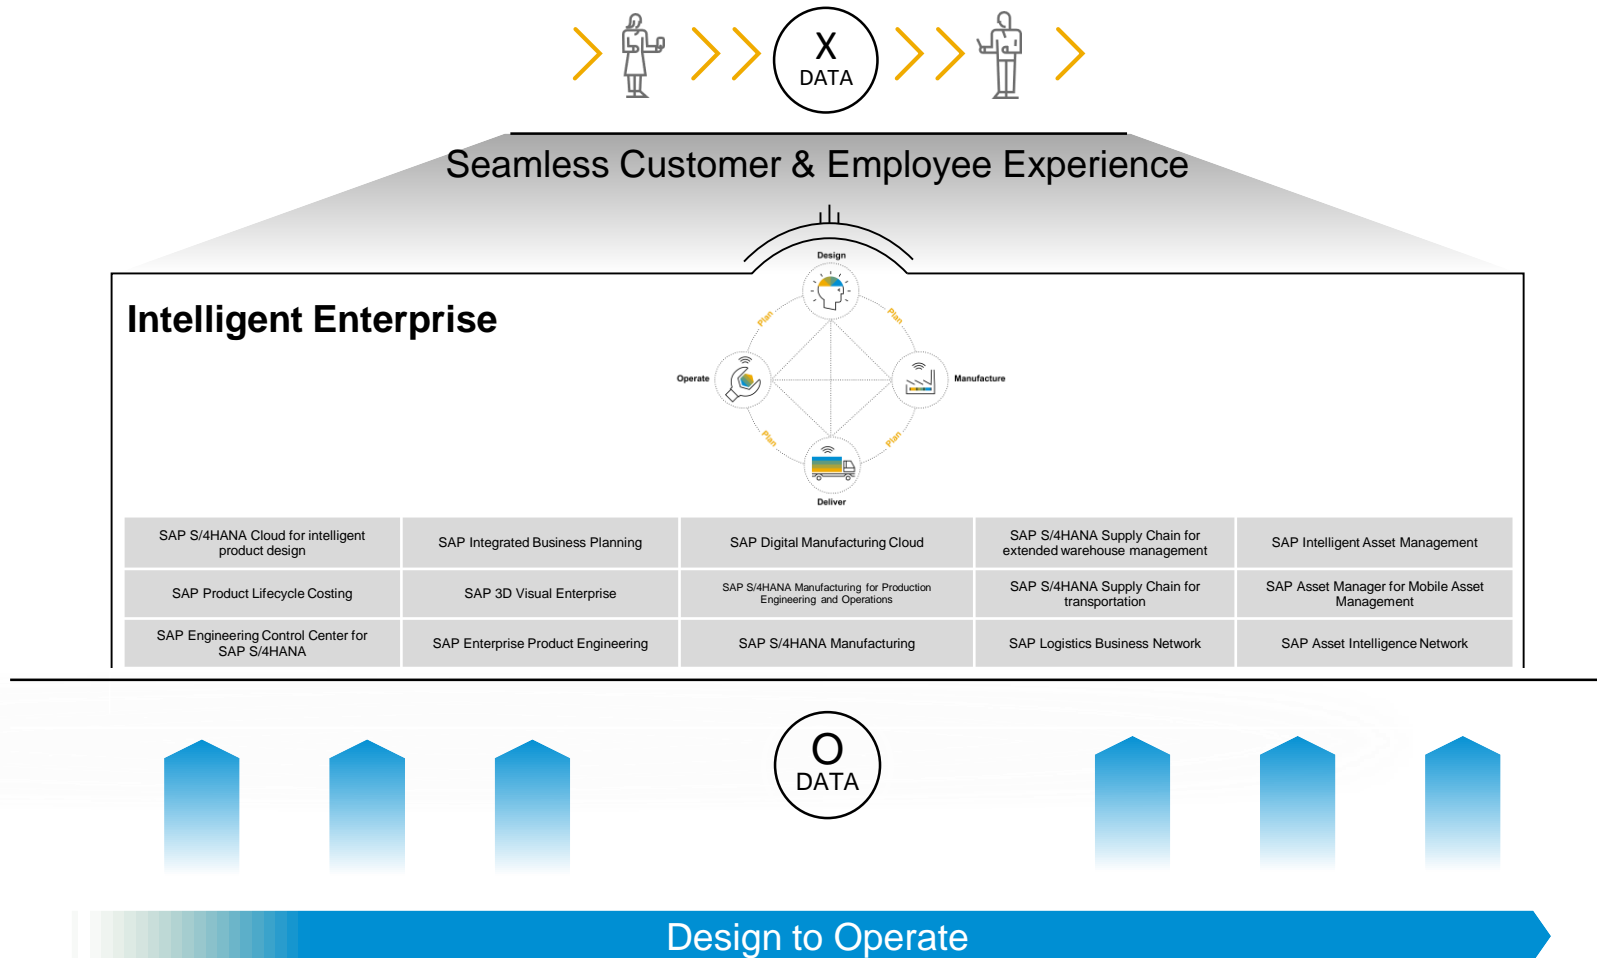 X
DATA
Seamless Customer & Employee Experience
Design
Intelligent Enterprise
Plan
Plan
Operate
Manufacture
Plan
Plan
Deliver
SAP S/4HANA Cloud for intelligent
product design
SAP Integrated Business Planning
SAP Digital Manufacturing Cloud
SAP S/4HANA Supply Chain for
extended warehouse management
SAP Intelligent Asset Management
SAP Product Lifecycle Costing
SAP 3D Visual Enterprise
SAP S/4HANA Manufacturing for Production
Engineering and Operations
SAP S/4HANA Supply Chain for
transportation
SAP Asset Manager for Mobile Asset
Management
SAP Engineering Control Center for
SAP S/4HANA
SAP Enterprise Product Engineering
SAP S/4HANA Manufacturing
SAP Logistics Business Network
SAP Asset Intelligence Network
O
DATA
Design to Operate